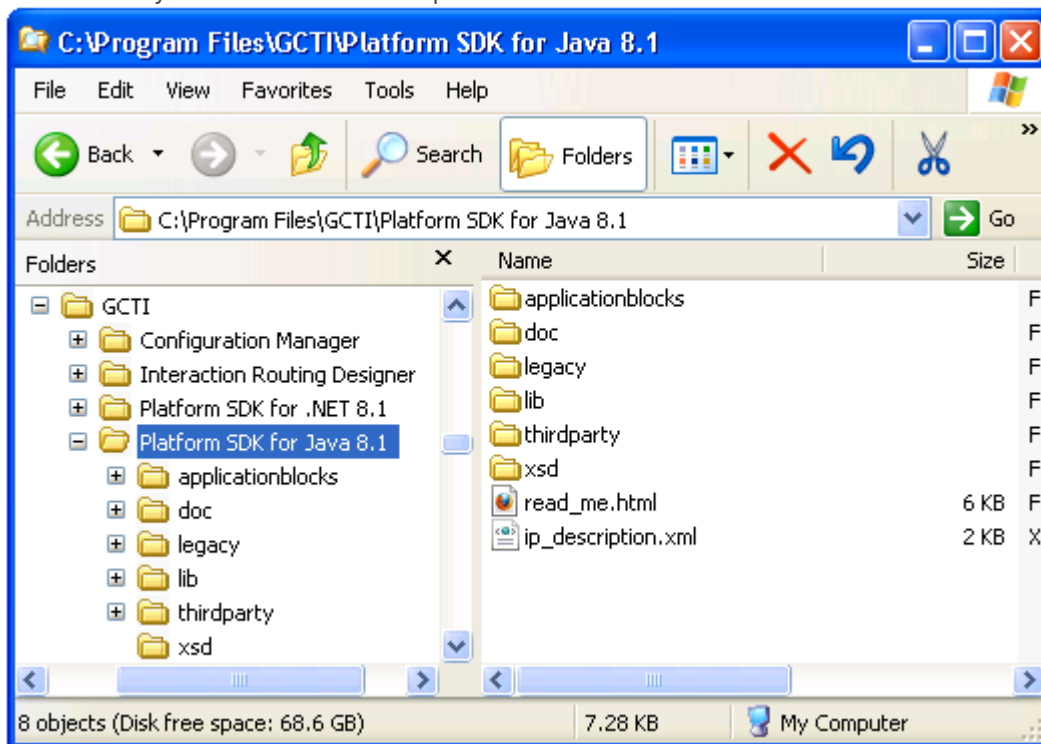 C:\Program Files\GCTI\Platform SDK for Java 8.1
File Edit View Favorites Tools Help
Back Search Folders »
Address C:\Program Files\GCTI\Platform SDK for Java 8.1 Go
Folders × Name Size
GCTI
Configuration Manager
Interaction Routing Designer
Platform SDK for .NET 8.1
Platform SDK for Java 8.1
applicationblocks
doc
legacy
lib
thirdparty
xsd
applicationblocks F
doc F
legacy F
lib F
thirdparty F
xsd F
read_me.html 6 KB F
ip_description.xml 2 KB X
8 objects (Disk free space: 68.6 GB) 7.28 KB My Computer